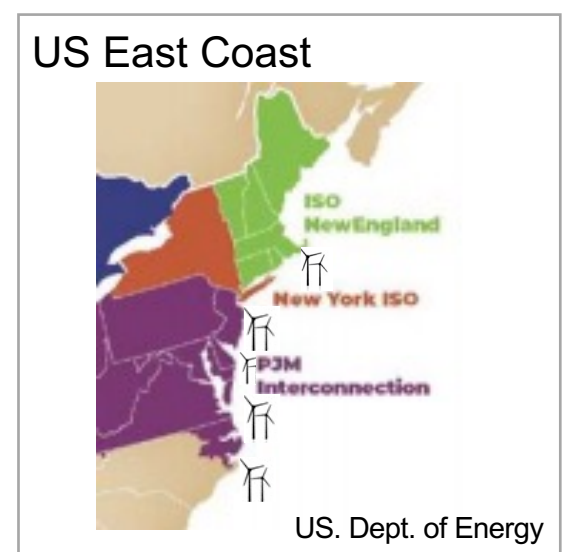 US East Coast
ISO
NewEngland
New York ISO
PJM
Interconnection
US. Dept. of Energy